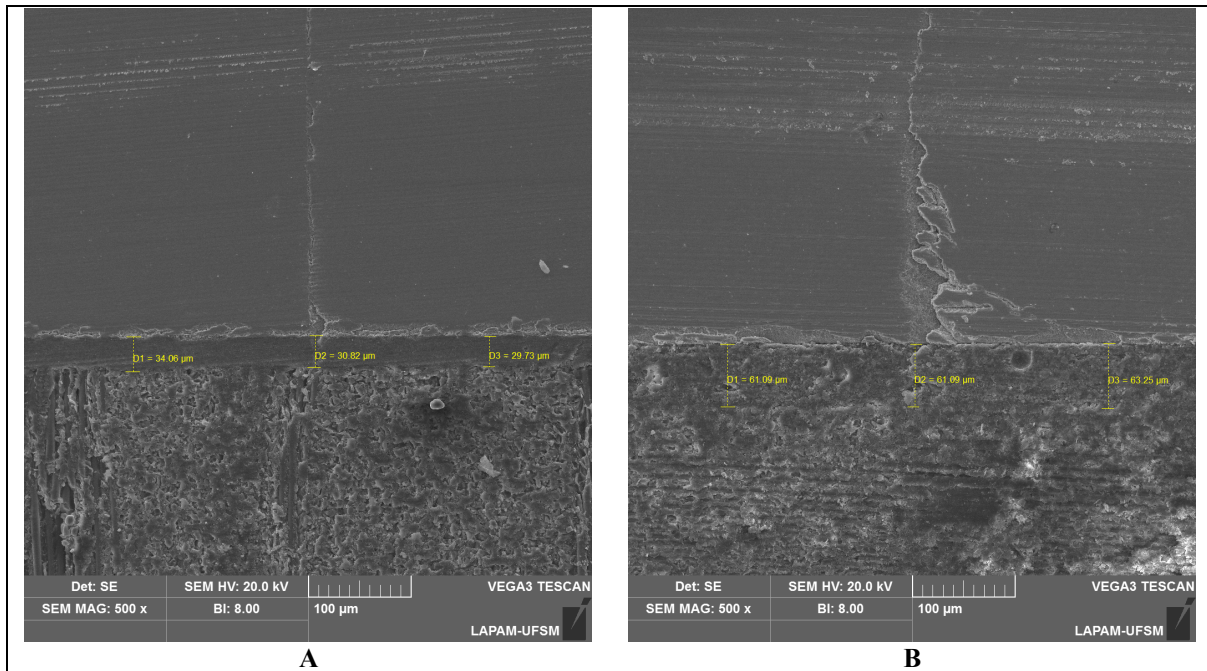 D1 = 34.06 µm
D2 = 30.82 µm
D3 = 29.73 µm
Det: SE
SEM HV: 20.0 kV
VEGA3 TESCAN
SEM MAG: 500 x
BI: 8.00
100 µm
LAPAM-UFSM
A
D1 = 61.09 µm
D2 = 61.09 µm
D3 = 63.25 µm
Det: SE
SEM HV: 20.0 kV
VEGA3 TESCAN
SEM MAG: 500 x
BI: 8.00
100 µm
LAPAM-UFSM
B